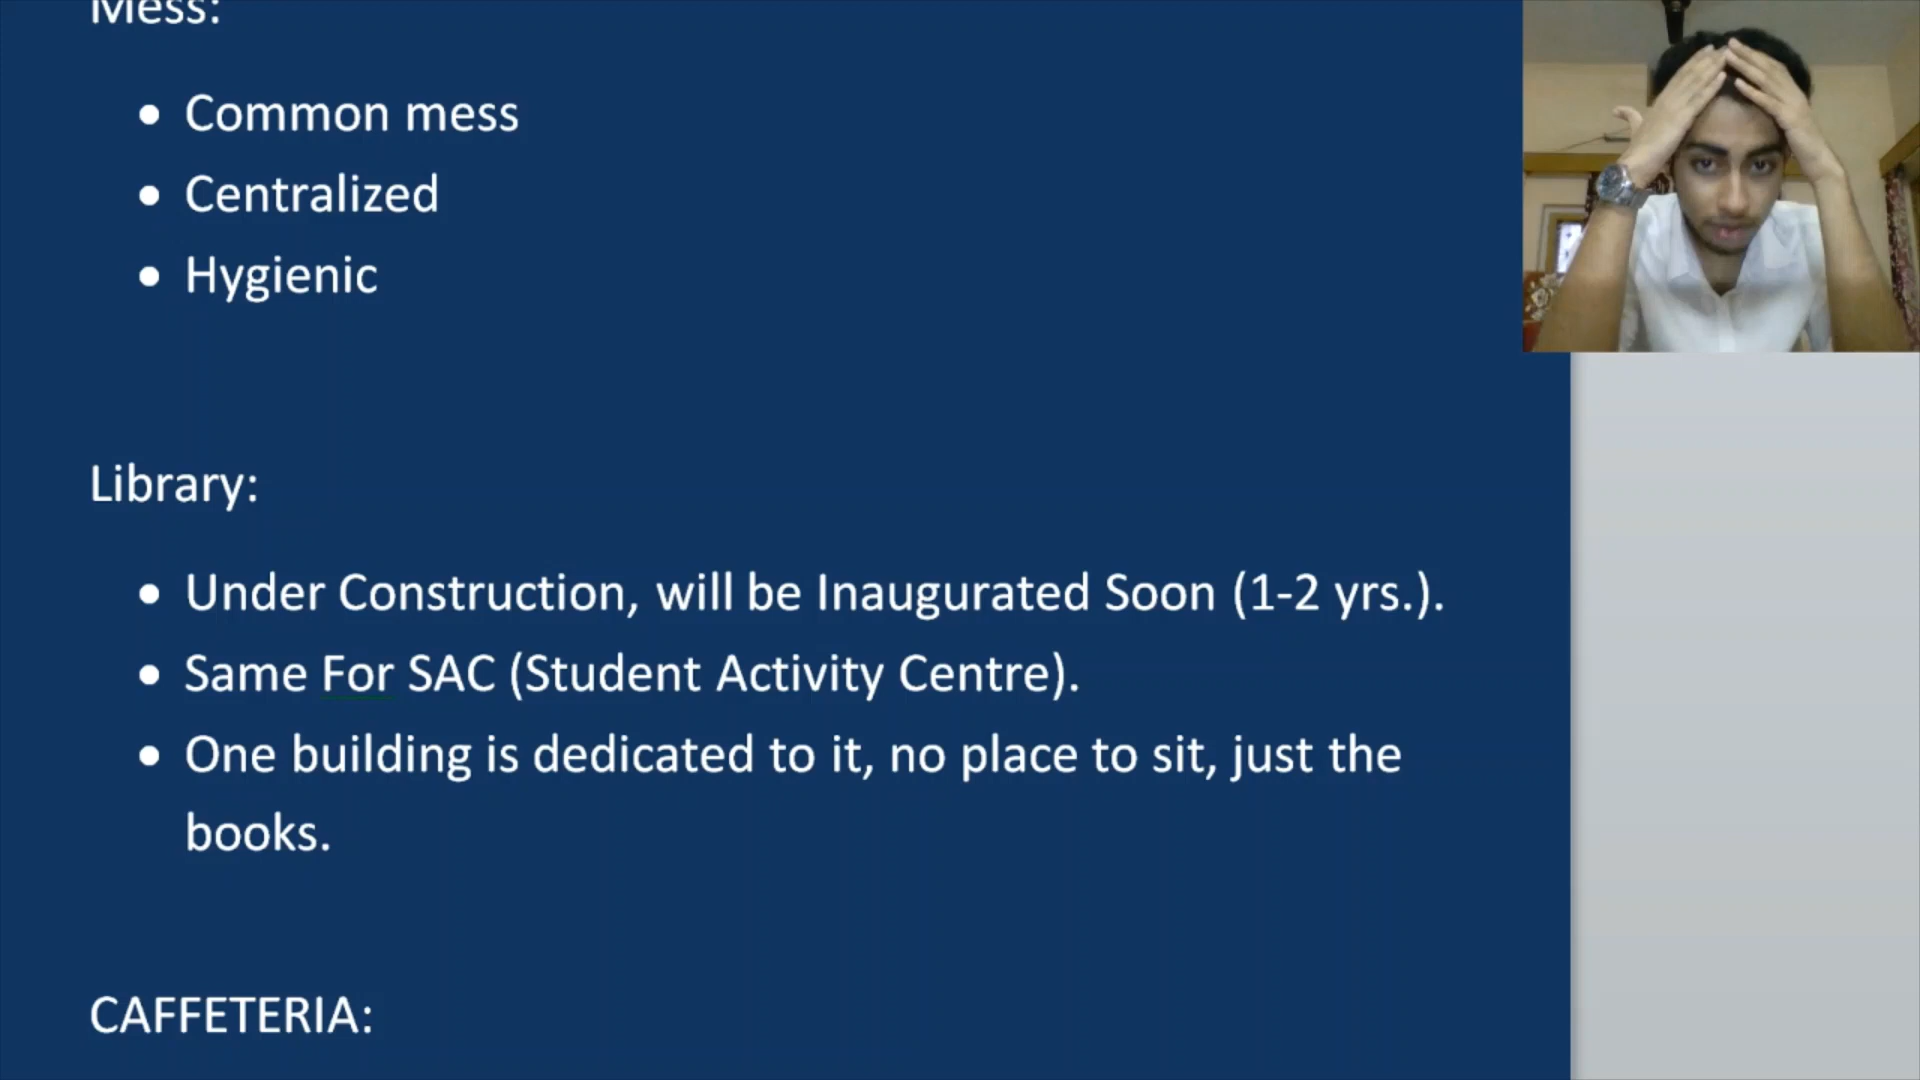 Mess:
• Common mess
• Centralized
• Hygienic
Library:
• Under Construction, will be Inaugurated Soon (1-2 yrs.).
• Same For SAC (Student Activity Centre).
• One building is dedicated to it, no place to sit, just the
books.
CAFFETERIA: